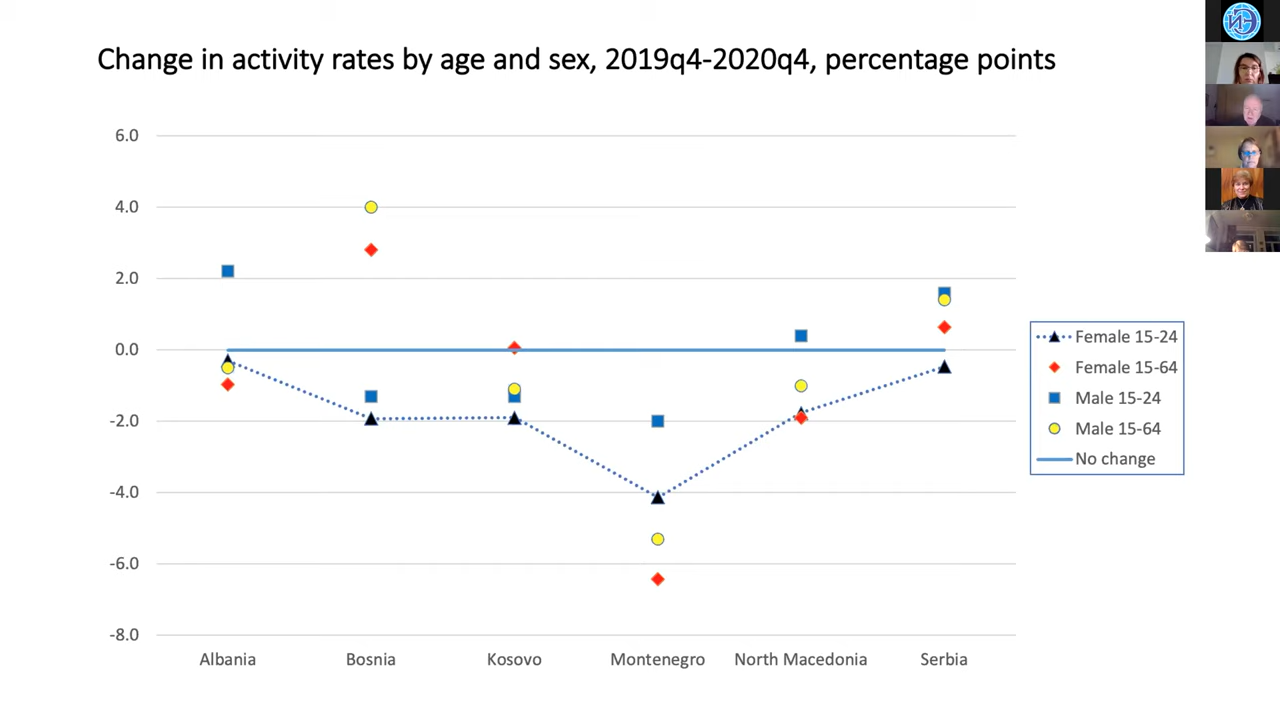 Change in activity rates by age and sex, 2019q4-2020q4, percentage points
6.0
4.0
2.0
0.0
-2.0
-4.0
-6.0
-8.0
Albania
Bosnia
Kosovo
Montenegro
North Macedonia
Serbia
Female 15-24
Female 15-64
Male 15-24
Male 15-64
No change